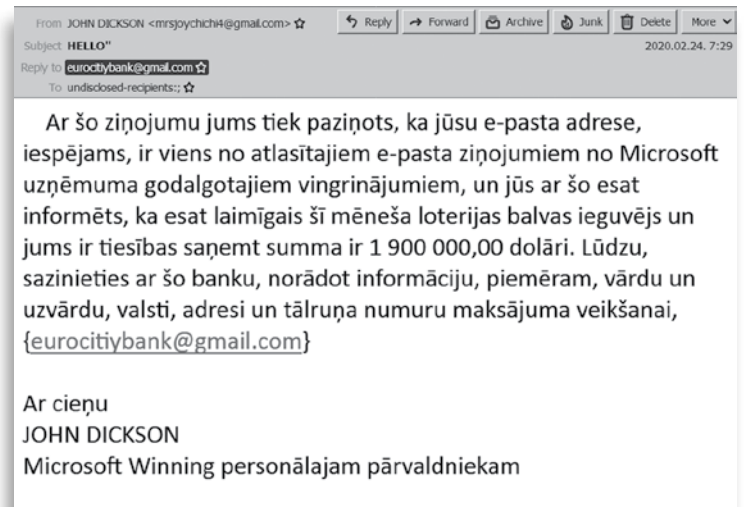 From JOHN DICKSON <mrsjoychichi4@gmail.com> Reply Forward Archive Junk Delete More
Subject HELLO" 2020.02.24. 7:29
Reply to eurocitiybank@gmail.com
To undisclosed-recipients:;
Ar šo ziņojumu jums tiek paziņots, ka jūsu e-pasta adrese,
iespējams, ir viens no atlasītajiem e-pasta ziņojumiem no Microsoft
uzņēmuma godalgotajiem vingrinājumiem, un jūs ar šo esat
informēts, ka esat laimīgais šī mēneša loterijas balvas ieguvējs un
jums ir tiesības saņemt summa ir 1 900 000,00 dolāri. Lūdzu,
sazinieties ar šo banku, norādot informāciju, piemēram, vārdu un
uzvārdu, valsti, adresi un tālruņa numuru maksājuma veikšanai,
{eurocitiybank@gmail.com}
Ar cieņu
JOHN DICKSON
Microsoft Winning personālajam pārvaldniekam